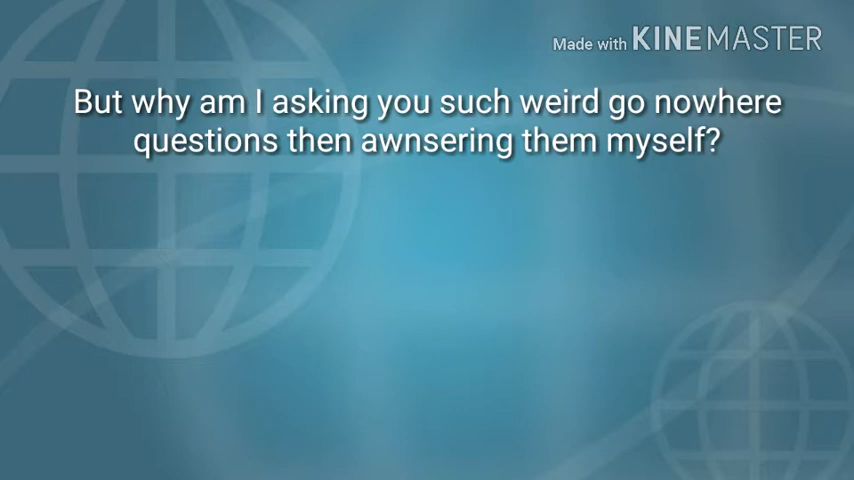 Made with KINEMASTER
But why am I asking you such weird go nowhere
questions then awnsering them myself?